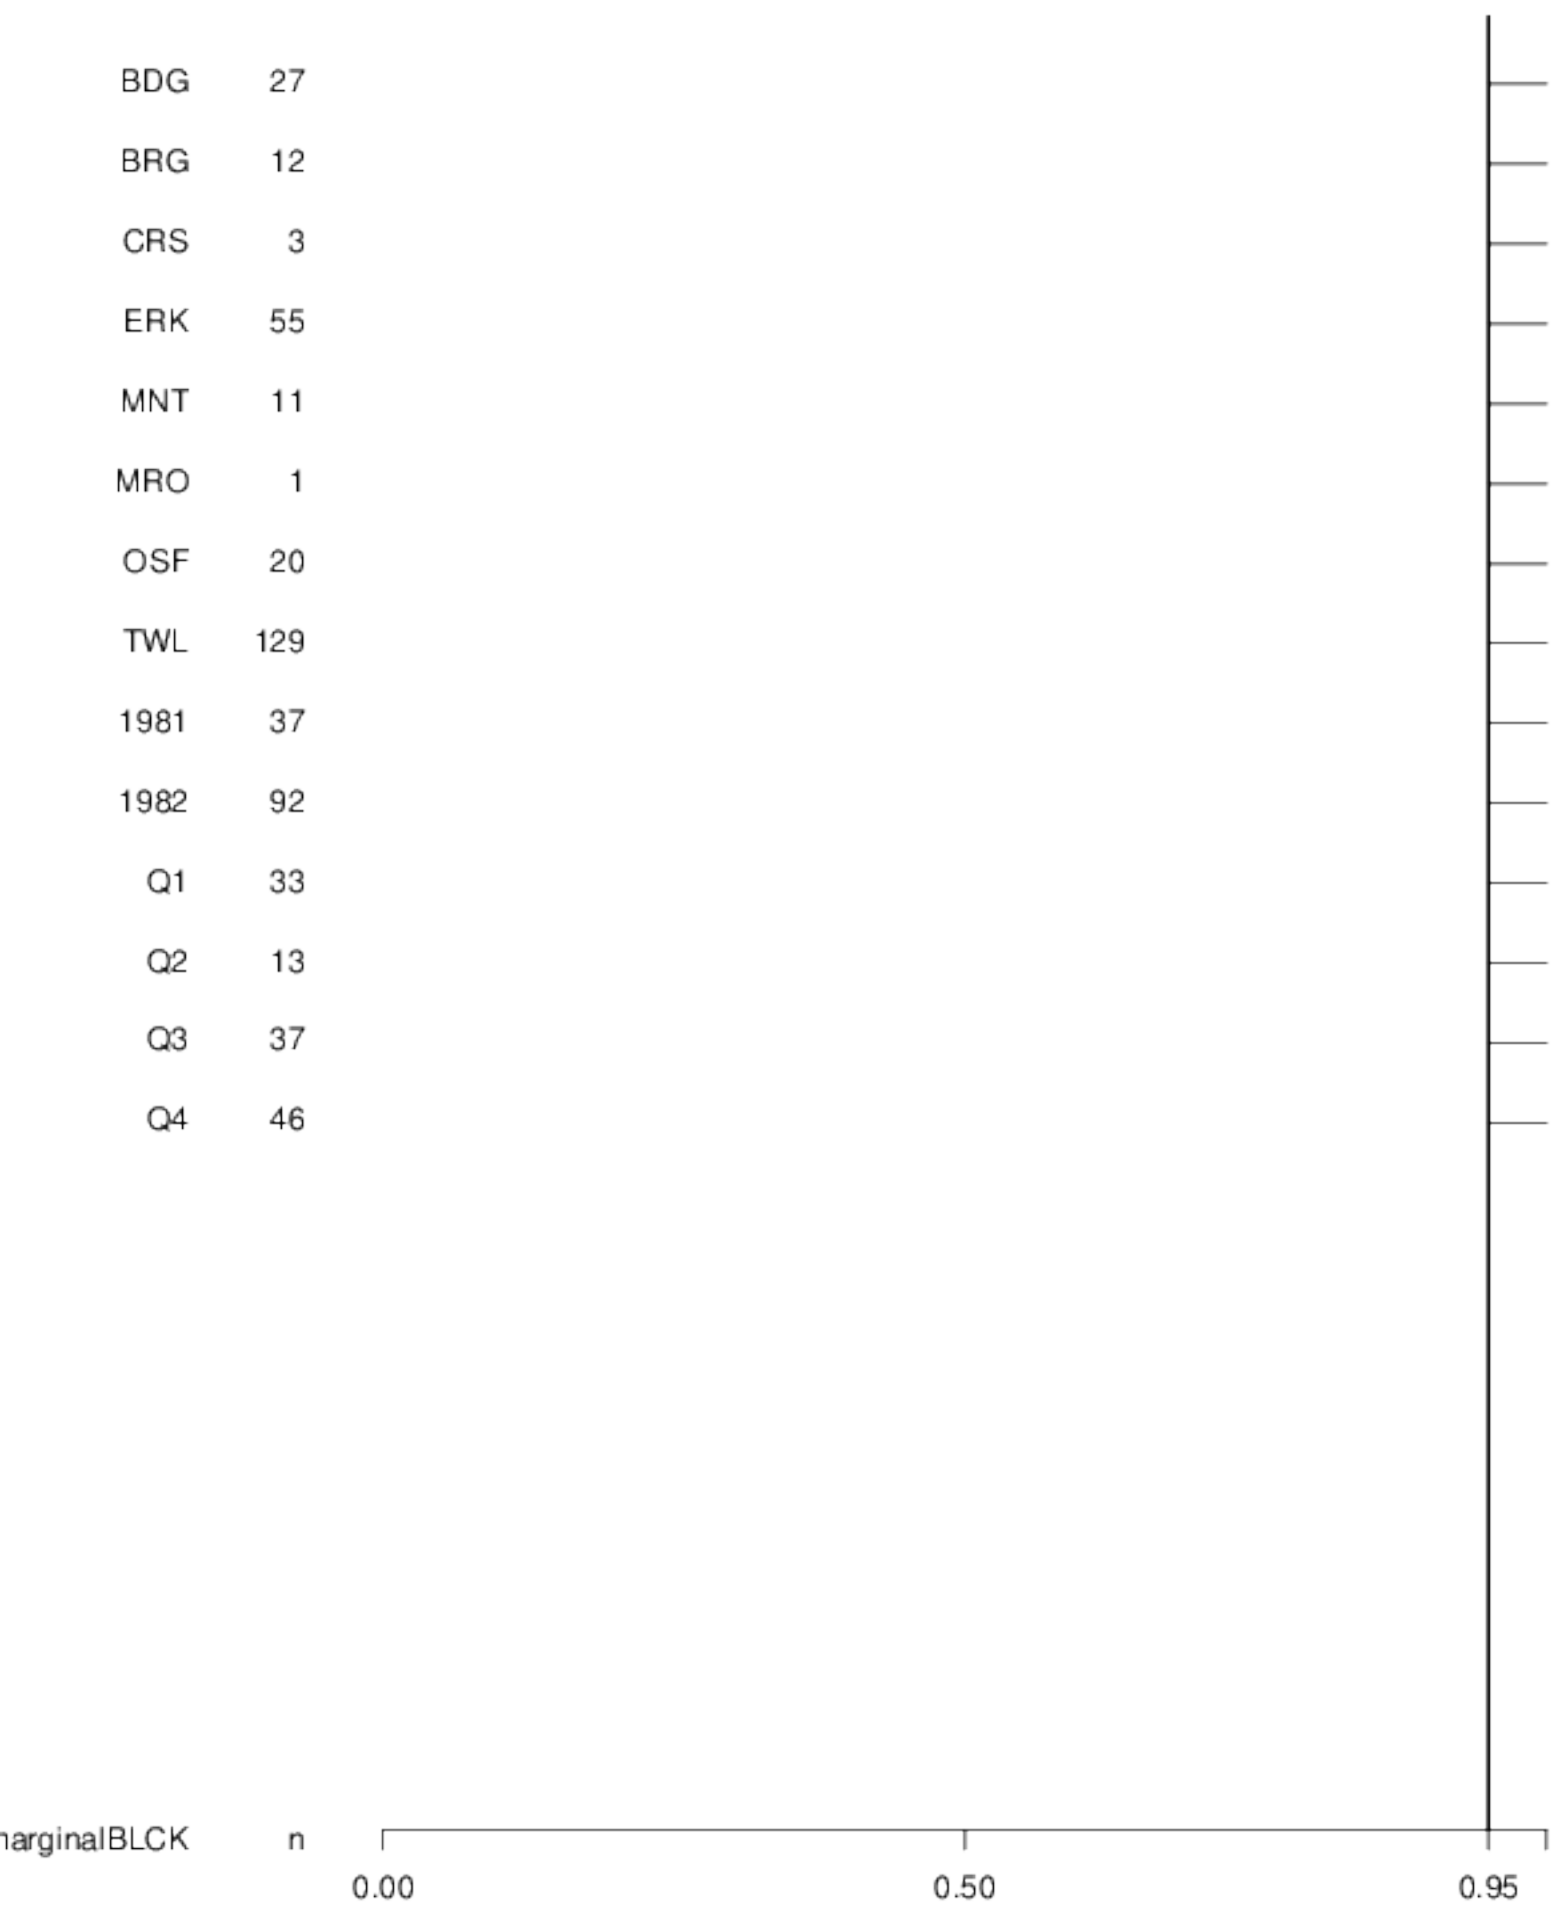 BDG 27
BRG 12
CRS 3
ERK 55
MNT 11
MRO 1
OSF 20
TWL 129
1981 37
1982 92
Q1 33
Q2 13
Q3 37
Q4 46
arginalBLCK n
0.00 0.50 0.95